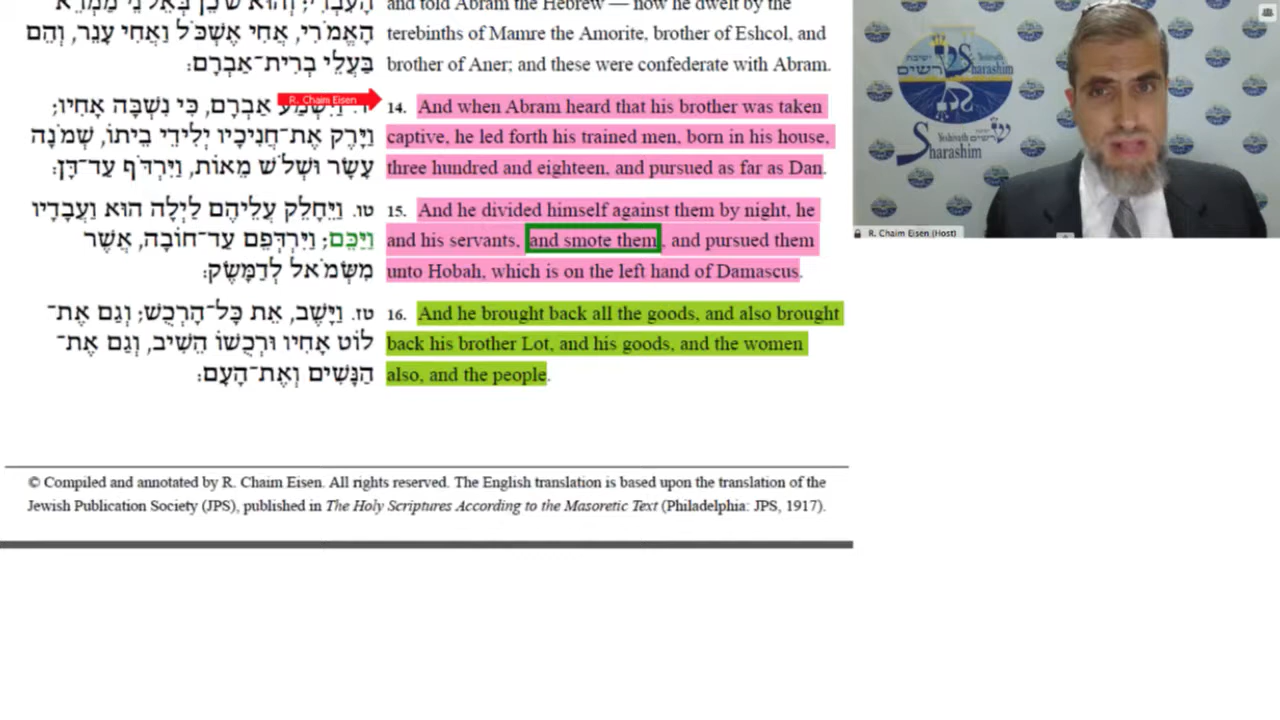 הָעִבְרִי; וְהוּא שֹׁכֵן בְּאֵלֹנֵי מַמְרֵא
הָאֱמֹרִי, אֲחִי אֶשְׁכֹּל וַאֲחִי עָנֵר, וְהֵם
בַּעֲלֵי בְרִית־אַבְרָם:
אַבְרָם, כִּי נִשְׁבָּה אָחִיו;
וַיָּרֶק אֶת־חֲנִיכָיו יְלִידֵי בֵיתוֹ, שְׁמֹנָה
עָשָׂר וּשְׁלֹשׁ מֵאוֹת, וַיִּרְדֹּף עַד־דָּן:
טו. וַיֵּחָלֵק עֲלֵיהֶם לַיְלָה הוּא וַעֲבָדָיו
וַיַּכֵּם; וַיִּרְדְּפֵם עַד־חוֹבָה, אֲשֶׁר
מִשְּׂמֹאל לְדַמָּשֶׂק:
טז. וַיָּשֶׁב, אֵת כָּל־הָרְכֻשׁ; וְגַם אֶת־
לוֹט אָחִיו וּרְכֻשׁוֹ הֵשִׁיב, וְגַם אֶת־
הַנָּשִׁים וְאֶת־הָעָם:
R. Chaim Eisen
and told Abram the Hebrew — now he dwelt by the
terebinths of Mamre the Amorite, brother of Eshcol, and
brother of Aner; and these were confederate with Abram.
14. And when Abram heard that his brother was taken
captive, he led forth his trained men, born in his house,
three hundred and eighteen, and pursued as far as Dan.
15. And he divided himself against them by night, he
and his servants, and smote them, and pursued them
unto Hobah, which is on the left hand of Damascus.
16. And he brought back all the goods, and also brought
back his brother Lot, and his goods, and the women
also, and the people.
© Compiled and annotated by R. Chaim Eisen. All rights reserved. The English translation is based upon the translation of the
Jewish Publication Society (JPS), published in The Holy Scriptures According to the Masoretic Text (Philadelphia: JPS, 1917).
ישיבת
שרשים
Yeshivath
Sharashim
Yeshivath שרשים
Sharashim
R. Chaim Eisen (Host)